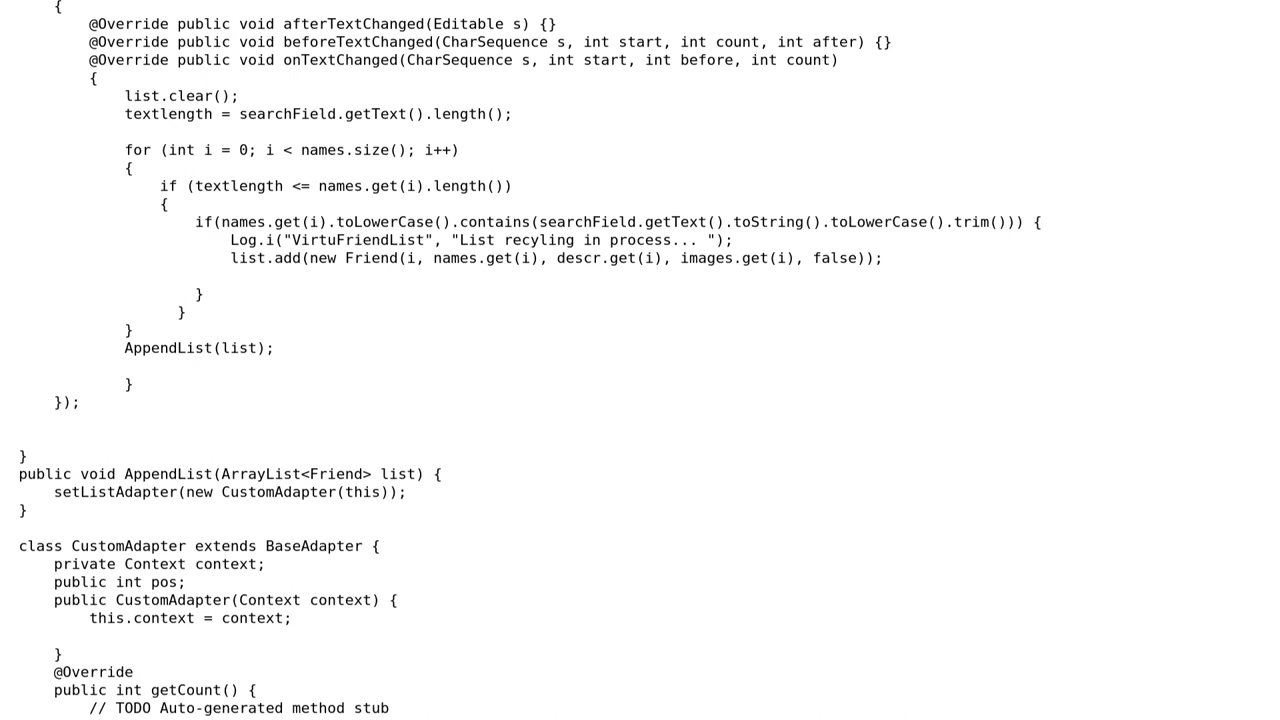 {
@Override public void afterTextChanged(Editable s) {}
@Override public void beforeTextChanged(CharSequence s, int start, int count, int after) {}
@Override public void onTextChanged(CharSequence s, int start, int before, int count)
{
list.clear();
textlength = searchField.getText().length();
for (int i = 0; i < names.size(); i++)
{
if (textlength <= names.get(i).length())
{
if(names.get(i).toLowerCase().contains(searchField.getText().toString().toLowerCase().trim())) {
Log.i("VirtuFriendList", "List recyling in process... ");
list.add(new Friend(i, names.get(i), descr.get(i), images.get(i), false));
}
}
}
AppendList(list);
}
});
}
public void AppendList(ArrayList<Friend> list) {
setListAdapter(new CustomAdapter(this));
}
class CustomAdapter extends BaseAdapter {
private Context context;
public int pos;
public CustomAdapter(Context context) {
this.context = context;
}
@Override
public int getCount() {
// TODO Auto-generated method stub